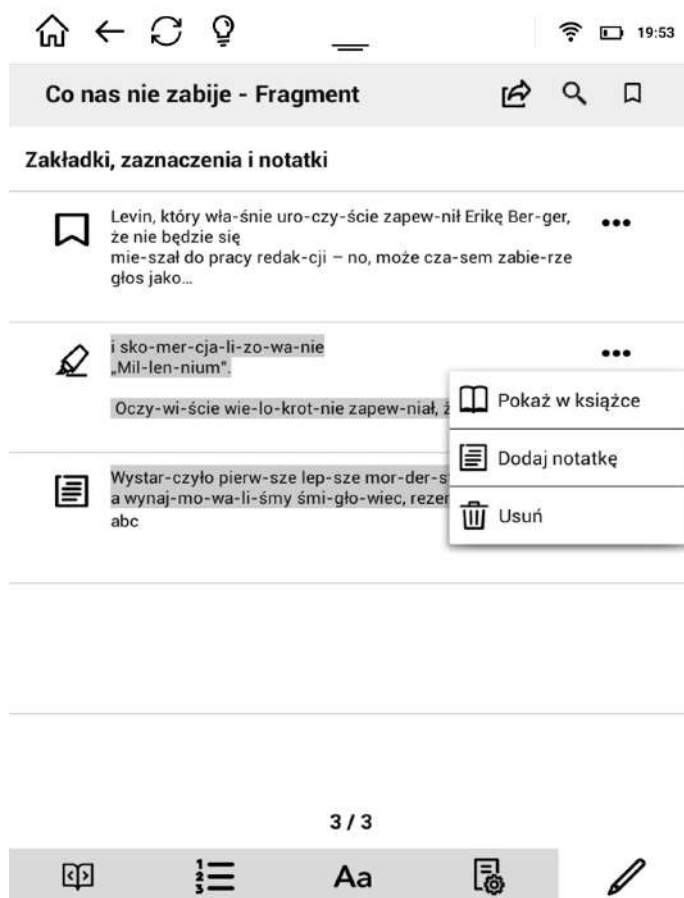 19:53
Co nas nie zabije - Fragment
Zakładki, zaznaczenia i notatki
Levin, który wła-śnie uro-czy-ście zapew-nił Erikę Ber-ger,
że nie będzie się
mie-szał do pracy redak-cji – no, może cza-sem zabie-rze
głos jako...
i sko-mer-cja-li-zo-wa-nie
„Mil-len-nium".
Oczy-wi-ście wie-lo-krot-nie zapew-niał,
Pokaż w książce
Dodaj notatkę
Usuń
Wystar-czyło pierw-sze lep-sze mor-der-s
a wynaj-mo-wa-li-śmy śmi-gło-wiec, rezer
abc
3 / 3
1
2
3
Aa